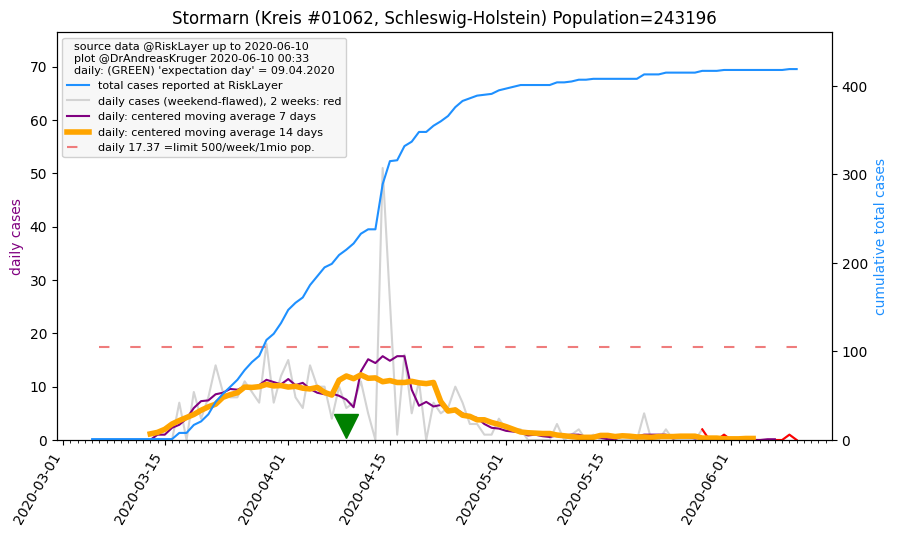 Stormarn (Kreis #01062, Schleswig-Holstein) Population=243196
source data @RiskLayer up to 2020-06-10
plot @DrAndreasKruger 2020-06-10 00:33
daily: (GREEN) 'expectation day' = 09.04.2020
total cases reported at RiskLayer
daily cases (weekend-flawed), 2 weeks: red
daily: centered moving average 7 days
daily: centered moving average 14 days
daily 17.37 =limit 500/week/1mio pop.
daily cases
70
60
50
40
30
20
10
0
cumulative total cases
400
300
200
100
0
2020-03-01
2020-03-15
2020-04-01
2020-04-15
2020-05-01
2020-05-15
2020-06-01